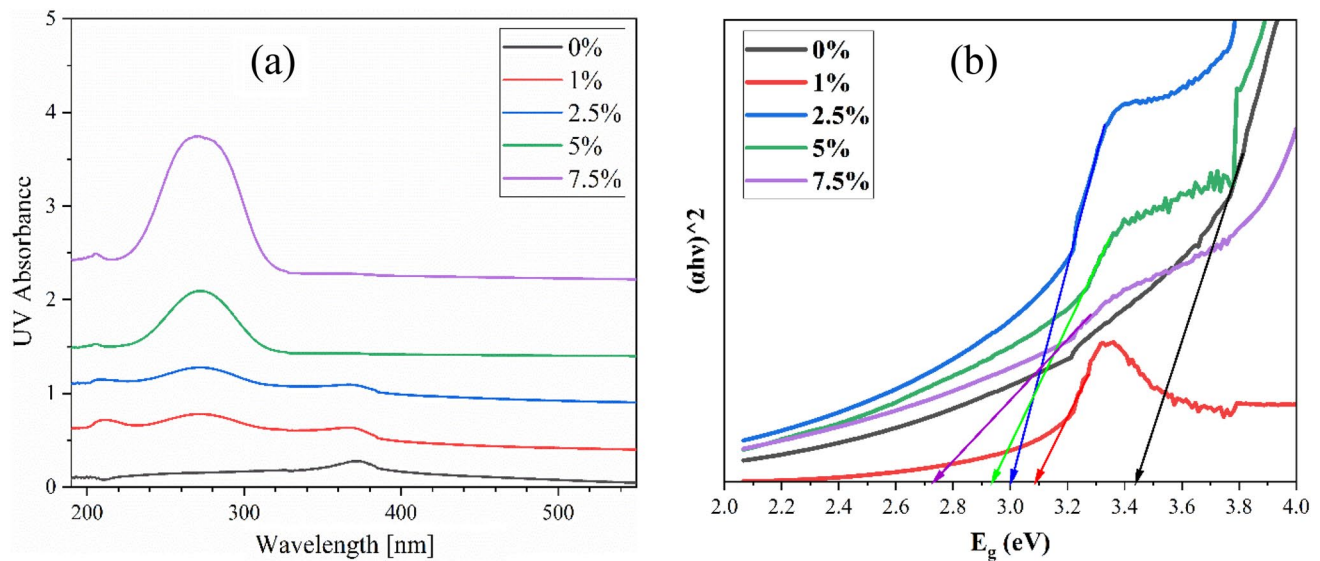 (a)
0%
1%
2.5%
5%
7.5%
UV Absorbance
5
4
3
2
1
0
200 300 400 500
Wavelength [nm]
(b)
0%
1%
2.5%
5%
7.5%
(αhν)^2
2.0 2.2 2.4 2.6 2.8 3.0 3.2 3.4 3.6 3.8 4.0
Eg (eV)